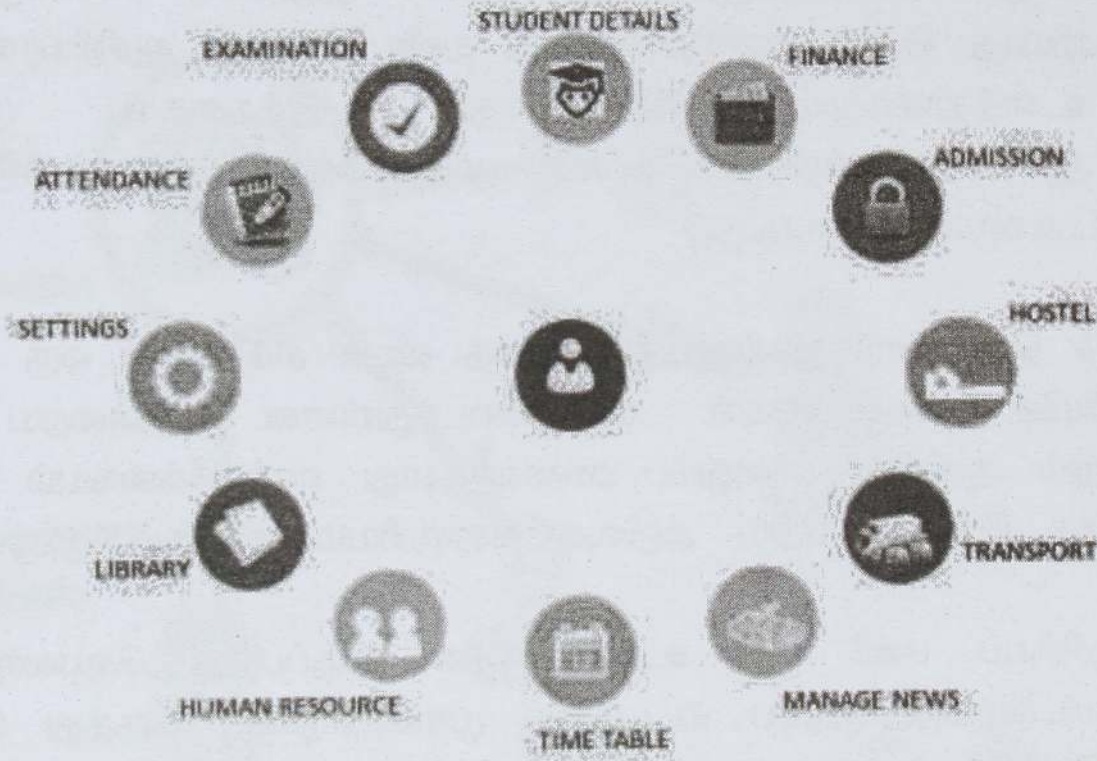 STUDENT DETAILS
EXAMINATION
FINANCE
ATTENDANCE
ADMISSION
SETTINGS
HOSTEL
LIBRARY
TRANSPORT
HUMAN RESOURCE
MANAGE NEWS
TIME TABLE